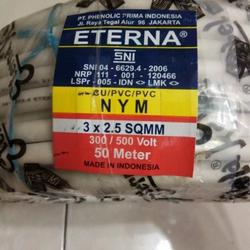 PT. PHENOLIC PRIMA INDONESIA
Jl. Raya Tegal Alur 96 JAKARTA
ETERNA®
SNI
SNI 04 - 6629.4 - 2006
NRP 111 - 001 - 120466
LSPr - 005 - IDN <> LMK <>
CU/PVC/PVC
NYM
3 x 2.5 SQMM
300 / 500 Volt
50 Meter
MADE IN INDONESIA